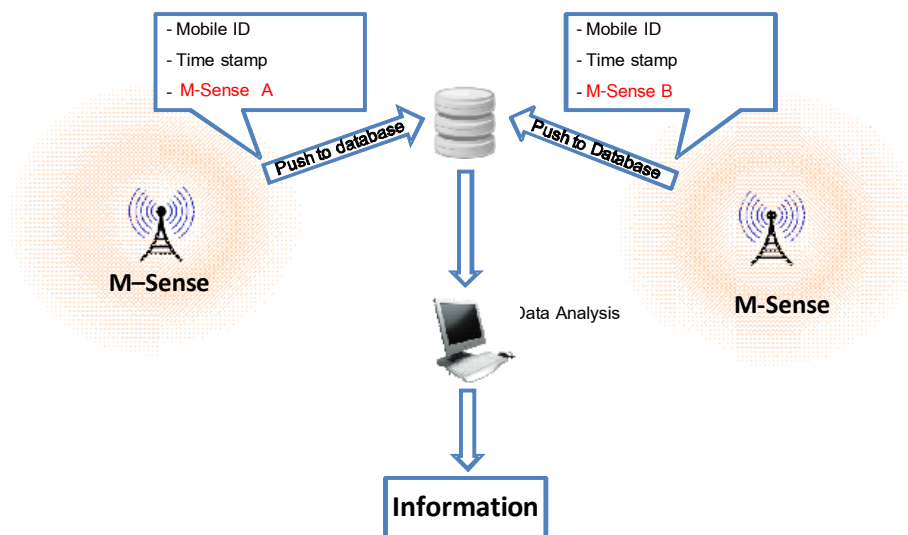 - Mobile ID
- Time stamp
- M-Sense A
- Mobile ID
- Time stamp
- M-Sense B
Push to database
Push to Database
M–Sense
M-Sense
Data Analysis
Information